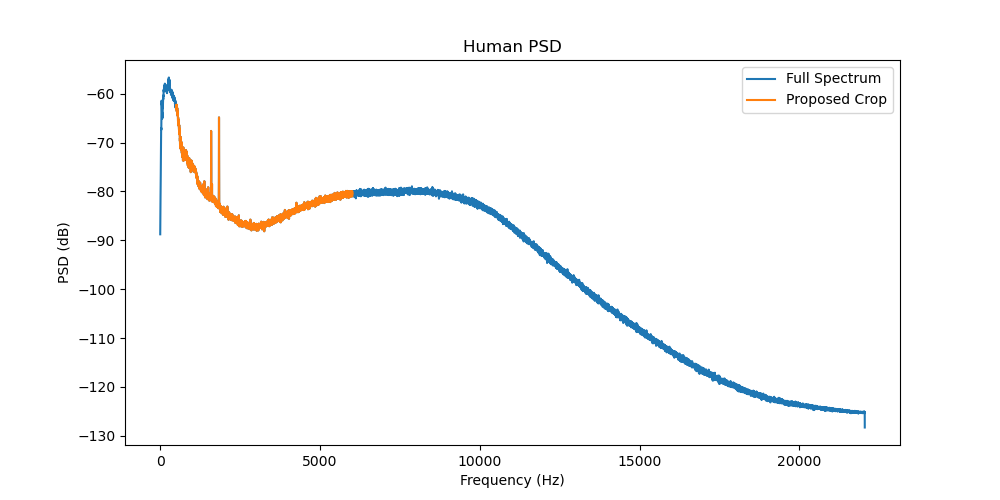 Human PSD
Full Spectrum
Proposed Crop
PSD (dB)
−60
−70
−80
−90
−100
−110
−120
−130
0
5000
10000
15000
20000
Frequency (Hz)